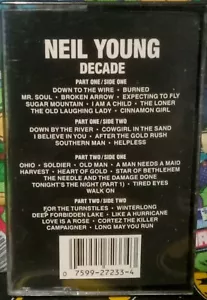 NEIL YOUNG
DECADE
PART ONE / SIDE ONE
DOWN TO THE WIRE • BURNED
MR. SOUL • BROKEN ARROW • EXPECTING TO FLY
SUGAR MOUNTAIN • I AM A CHILD • THE LONER
THE OLD LAUGHING LADY • CINNAMON GIRL
PART ONE / SIDE TWO
DOWN BY THE RIVER • COWGIRL IN THE SAND
I BELIEVE IN YOU • AFTER THE GOLD RUSH
SOUTHERN MAN • HELPLESS
PART TWO / SIDE ONE
OHIO • SOLDIER • OLD MAN • A MAN NEEDS A MAID
HARVEST • HEART OF GOLD • STAR OF BETHLEHEM
THE NEEDLE AND THE DAMAGE DONE
TONIGHT'S THE NIGHT (PART 1) • TIRED EYES
WALK ON
PART TWO / SIDE TWO
FOR THE TURNSTILES • WINTERLONG
DEEP FORBIDDEN LAKE • LIKE A HURRICANE
LOVE IS A ROSE • CORTEZ THE KILLER
CAMPAIGNER • LONG MAY YOU RUN
0 7599-27233-4 7